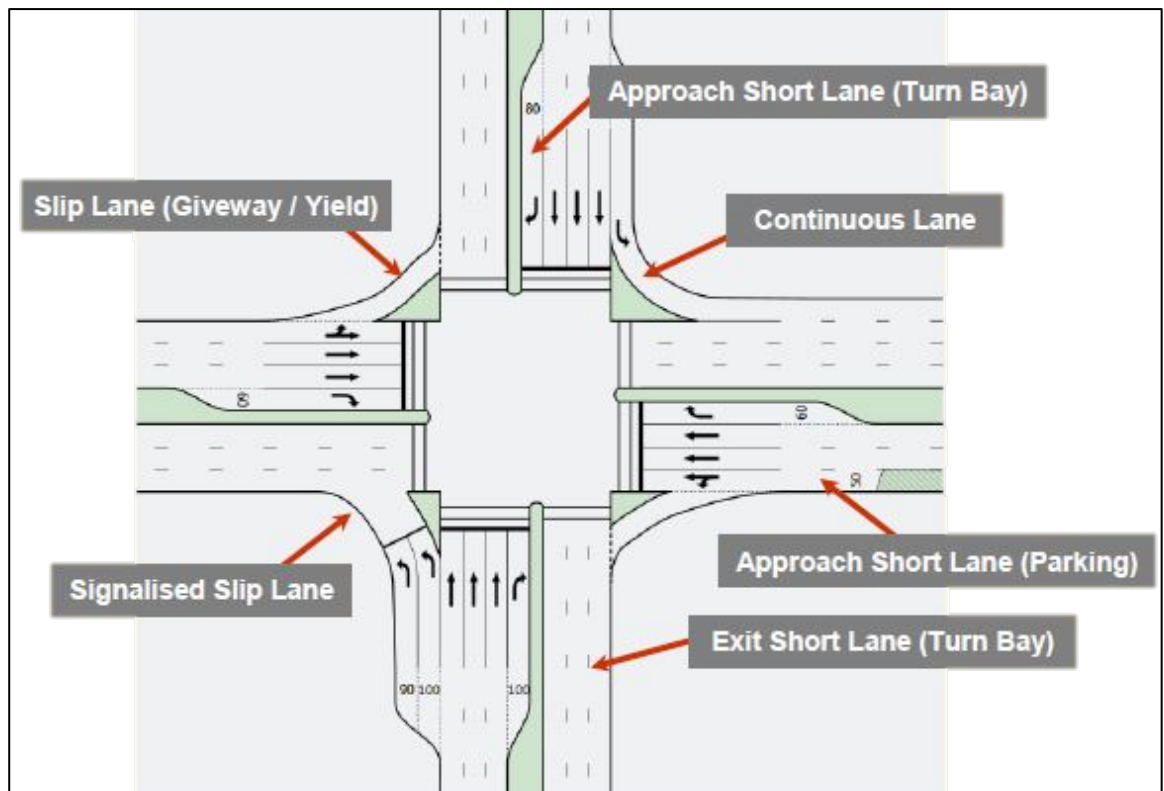 Approach Short Lane (Turn Bay)
80
Slip Lane (Giveway / Yield)
Continuous Lane
60
60
50
Approach Short Lane (Parking)
Signalised Slip Lane
Exit Short Lane (Turn Bay)
90 100
100